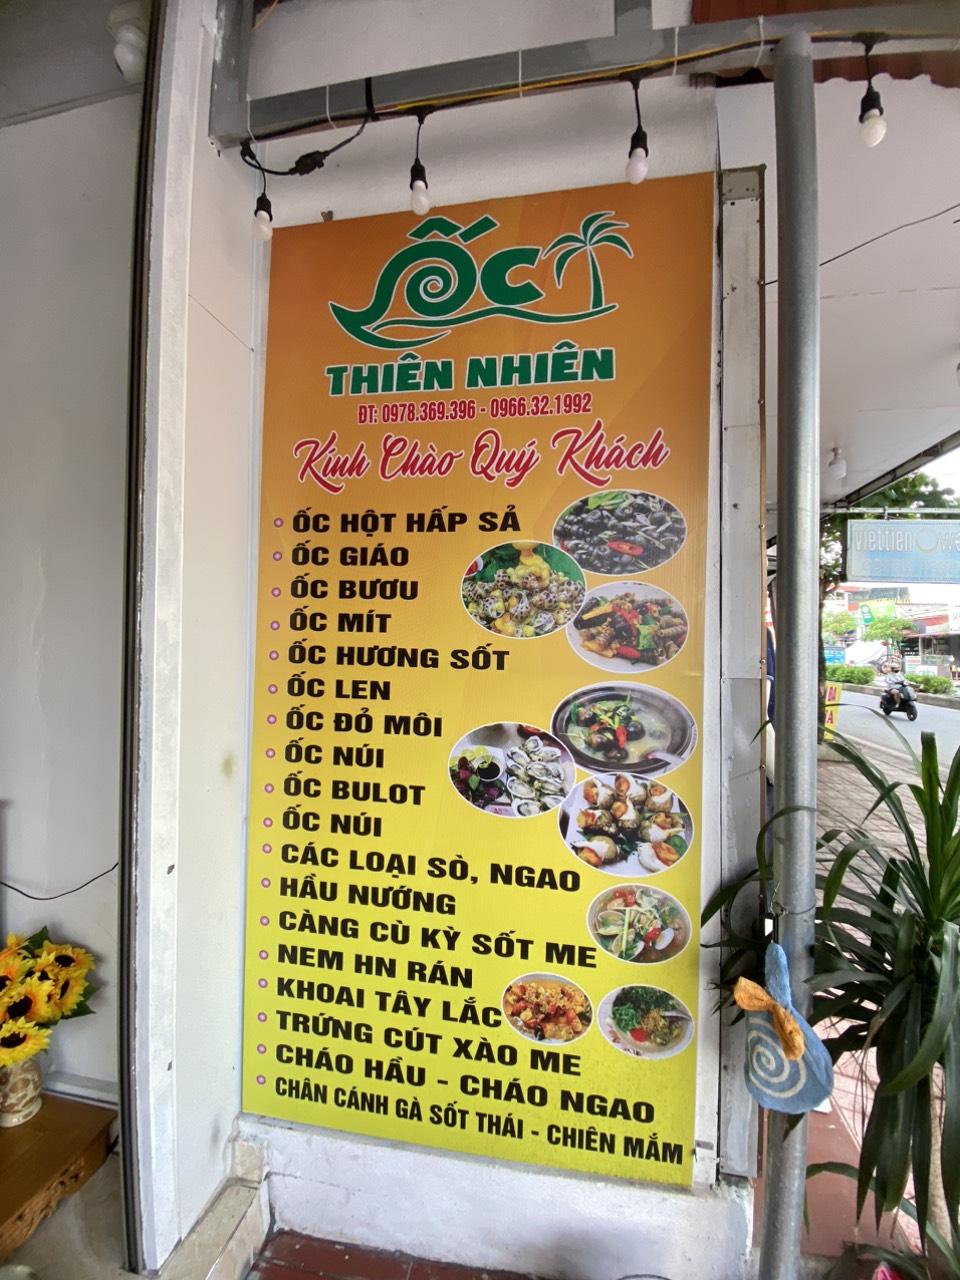 ỐC
THIÊN NHIÊN
ĐT: 0978.369.396 - 0966.32.1992
Kính Chào Quý Khách
ỐC HỘT HẤP SẢ
ỐC GIÁO
ỐC BƯƠU
ỐC MÍT
ỐC HƯƠNG SỐT
ỐC LEN
ỐC ĐỎ MÔI
ỐC NÚI
ỐC BULOT
ỐC NÚI
CÁC LOẠI SÒ, NGAO
HẦU NƯỚNG
CÀNG CÙ KỲ SỐT ME
NEM HN RÁN
KHOAI TÂY LẮC
TRỨNG CÚT XÀO ME
CHÁO HẦU - CHÁO NGAO
CHÂN CÁNH GÀ SỐT THÁI - CHIÊN MẮM
viettien